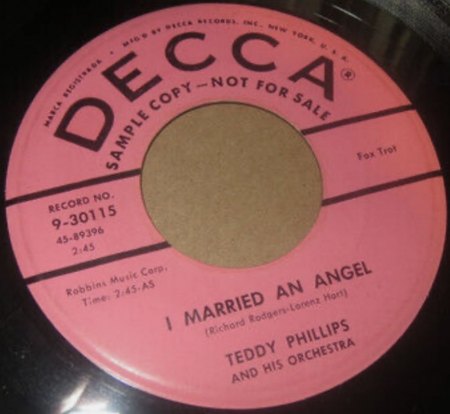 MARCA REGISTRADA • MFG'D BY DECCA RECORDS, INC., NEW YORK, U. S. A.
DECCA®
SAMPLE COPY—NOT FOR SALE
Fox Trot
RECORD NO.
9-30115
45-89396
2:45
Robbins Music Corp.
Time: 2:45-AS
I MARRIED AN ANGEL
(Richard Rodgers-Lorenz Hart)
TEDDY PHILLIPS
AND HIS ORCHESTRA